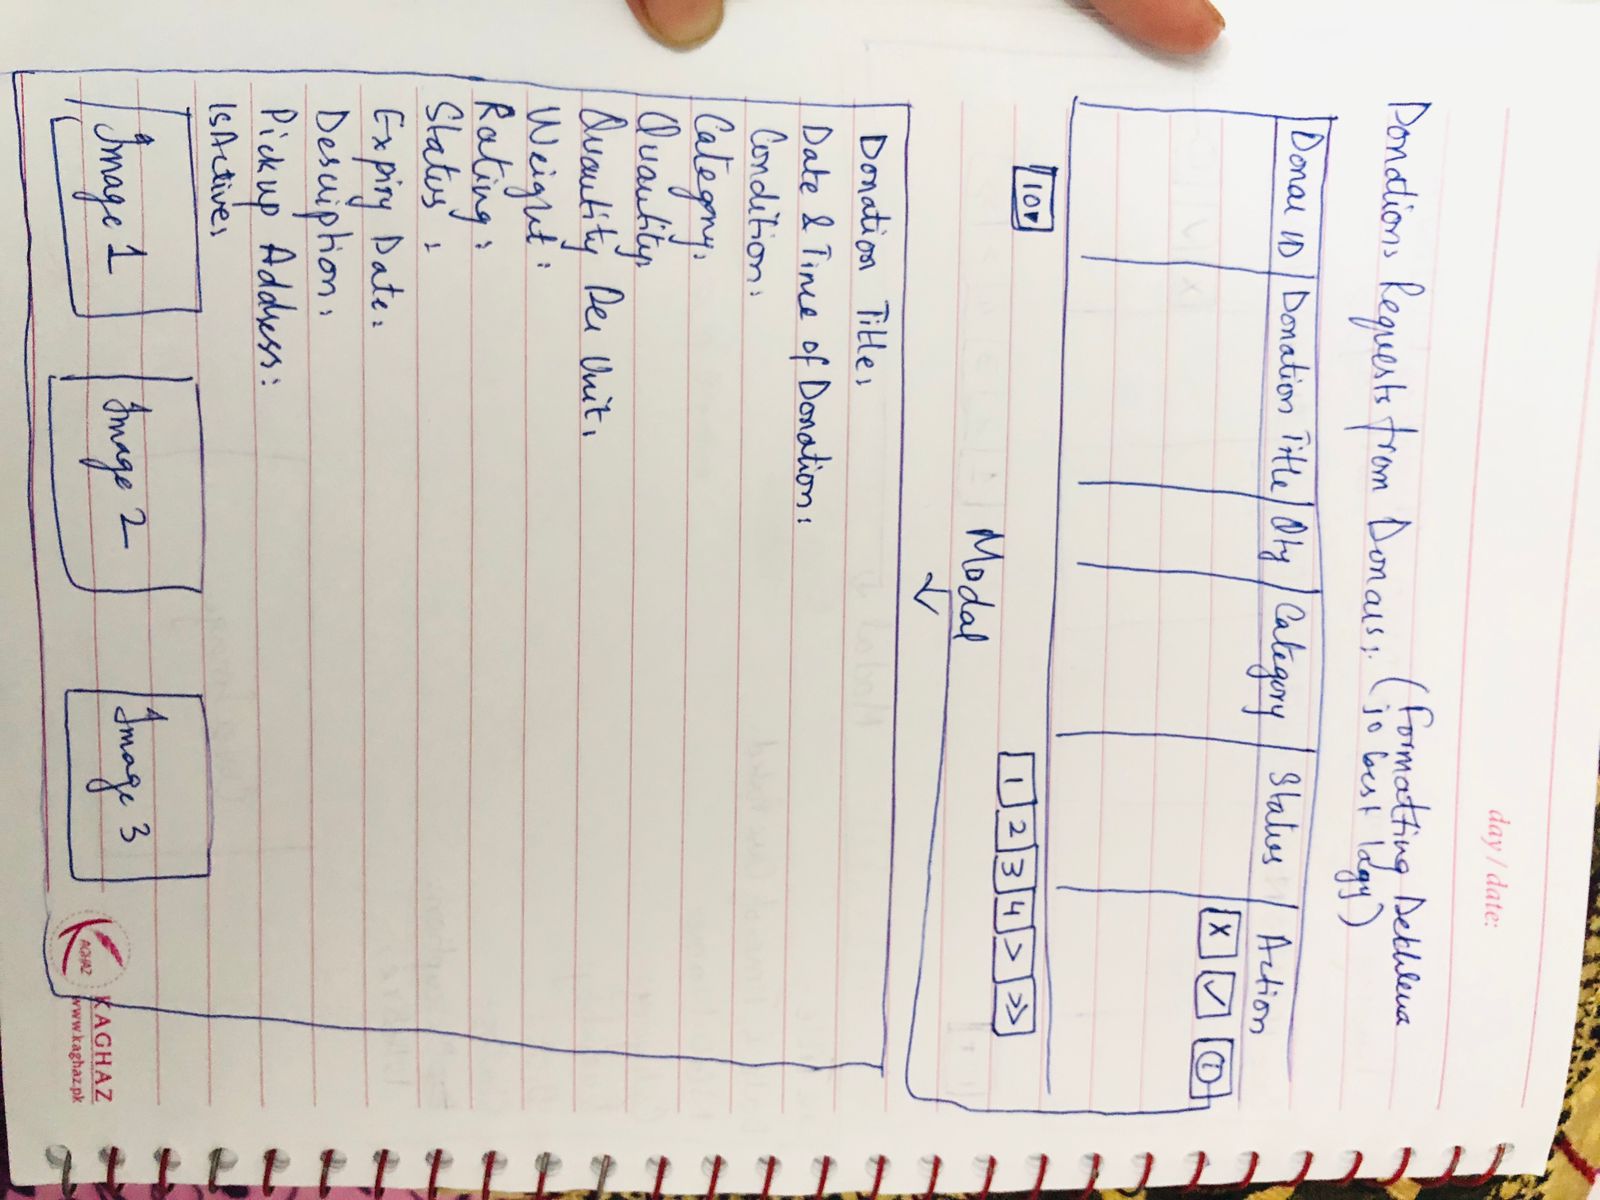 day / date:
Donations Requests from Donars: (Formatting Dekhlena
jo best lagy)
Donar ID Donation Title Qty Category Status Action
X ✓ i
10▾
1 2 3 4 > >>
Modal
Donation Title:
Date & Time of Donation:
Condition:
Category:
Quantity:
Quantity Per Unit:
Weight:
Rating:
Status:
Expiry Date:
Description:
Pickup Address:
IsActive:
Image 1 Image 2 Image 3
KAGHAZ
AGHAZ
www.kaghaz.pk